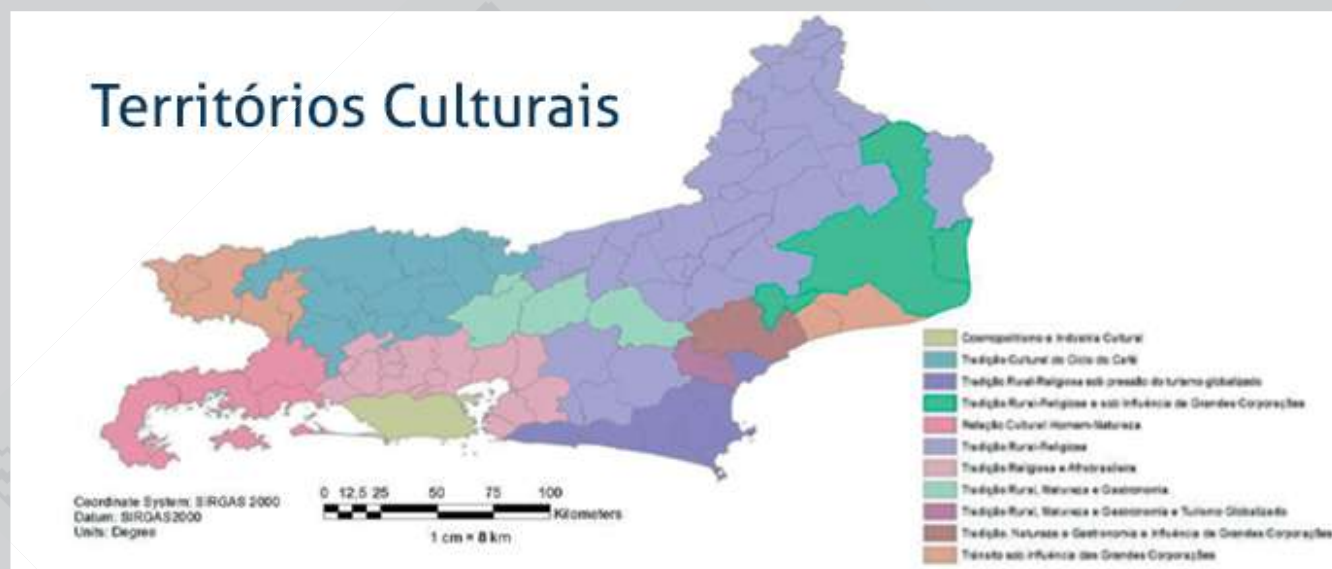 Territórios Culturais
Cosmopolitismo e Indústria Cultural
Tradição Cultural do Ciclo do Café
Tradição Rural-Religiosa sob pressão do turismo globalizado
Tradição Rural-Religiosa e sob Influência de Grandes Corporações
Relação Cultural Homem-Natureza
Tradição Rural-Religiosa
Tradição Religiosa e Afrobrasileira
Tradição Rural, Natureza e Gastronomia
Tradição Rural, Natureza e Gastronomia e Turismo Globalizado
Tradição, Natureza e Gastronomia e Influência de Grandes Corporações
Trânsito sob influência das Grandes Corporações
Coordinate System: SIRGAS 2000
Datum: SIRGAS2000
Units: Degree
0 12,5 25 50 75 100
Kilometers
1 cm = 8 km